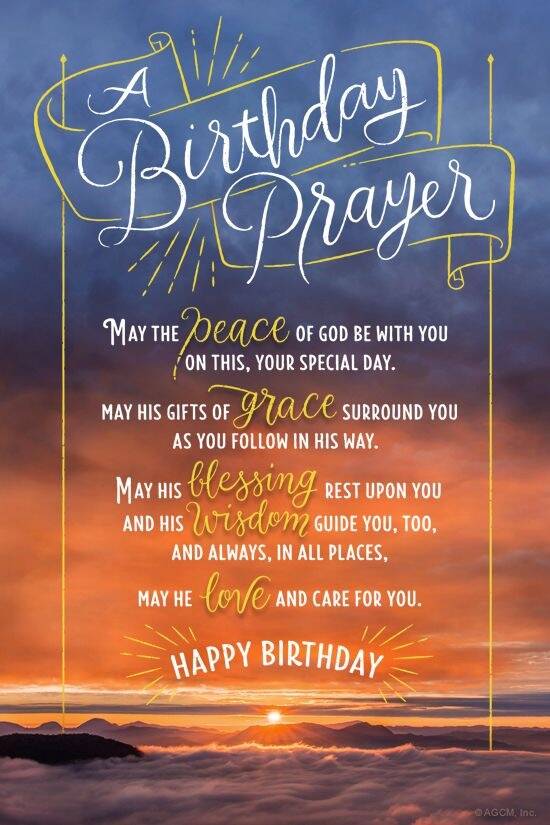 A
Birthday
Prayer
MAY THE peace OF GOD BE WITH YOU
ON THIS, YOUR SPECIAL DAY.
MAY HIS GIFTS OF grace SURROUND YOU
AS YOU FOLLOW IN HIS WAY.
MAY HIS blessing REST UPON YOU
AND HIS Wisdom GUIDE YOU, TOO,
AND ALWAYS, IN ALL PLACES,
MAY HE love AND CARE FOR YOU.
HAPPY BIRTHDAY
©AGCM, Inc.